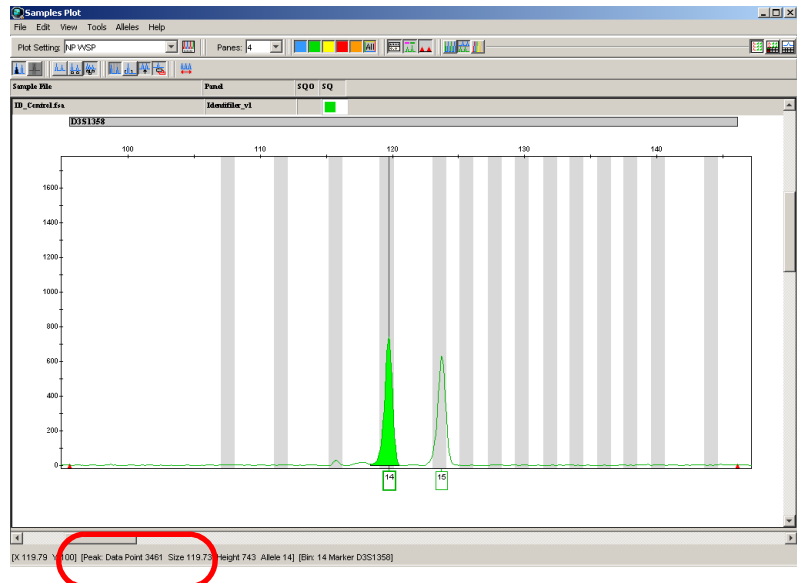 Samples Plot
File Edit View Tools Alleles Help
Plot Setting: NP WSP Panes: 4 All
Sample File Panel SQO SQ
ID_Control.fsa Identifiler_v1
D3S1358
100 110 120 130 140
1600
1400
1200
1000
800
600
400
200
0
14 15
[X 119.79 Y 100] [Peak: Data Point 3461 Size 119.73 Height 743 Allele 14] [Bin: 14 Marker D3S1358]